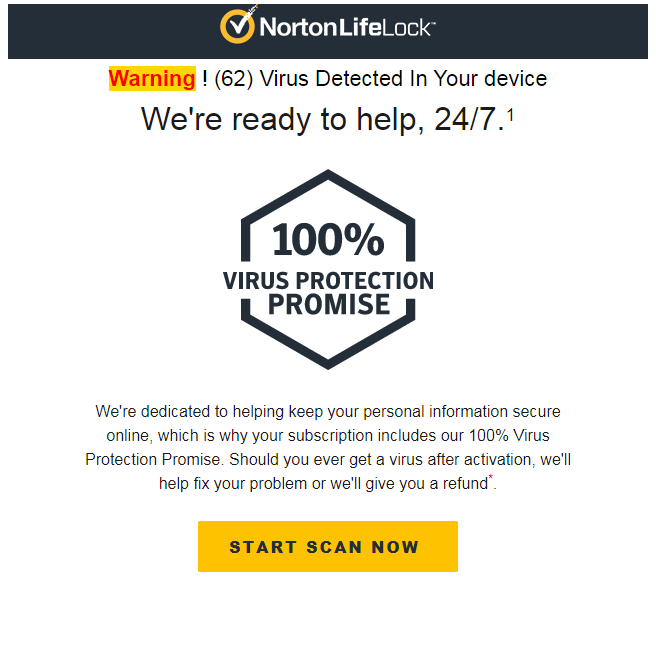 NortonLifeLock™
Warning ! (62) Virus Detected In Your device
We're ready to help, 24/7.¹
100%
VIRUS PROTECTION
PROMISE
We're dedicated to helping keep your personal information secure
online, which is why your subscription includes our 100% Virus
Protection Promise. Should you ever get a virus after activation, we'll
help fix your problem or we'll give you a refund*.
START SCAN NOW